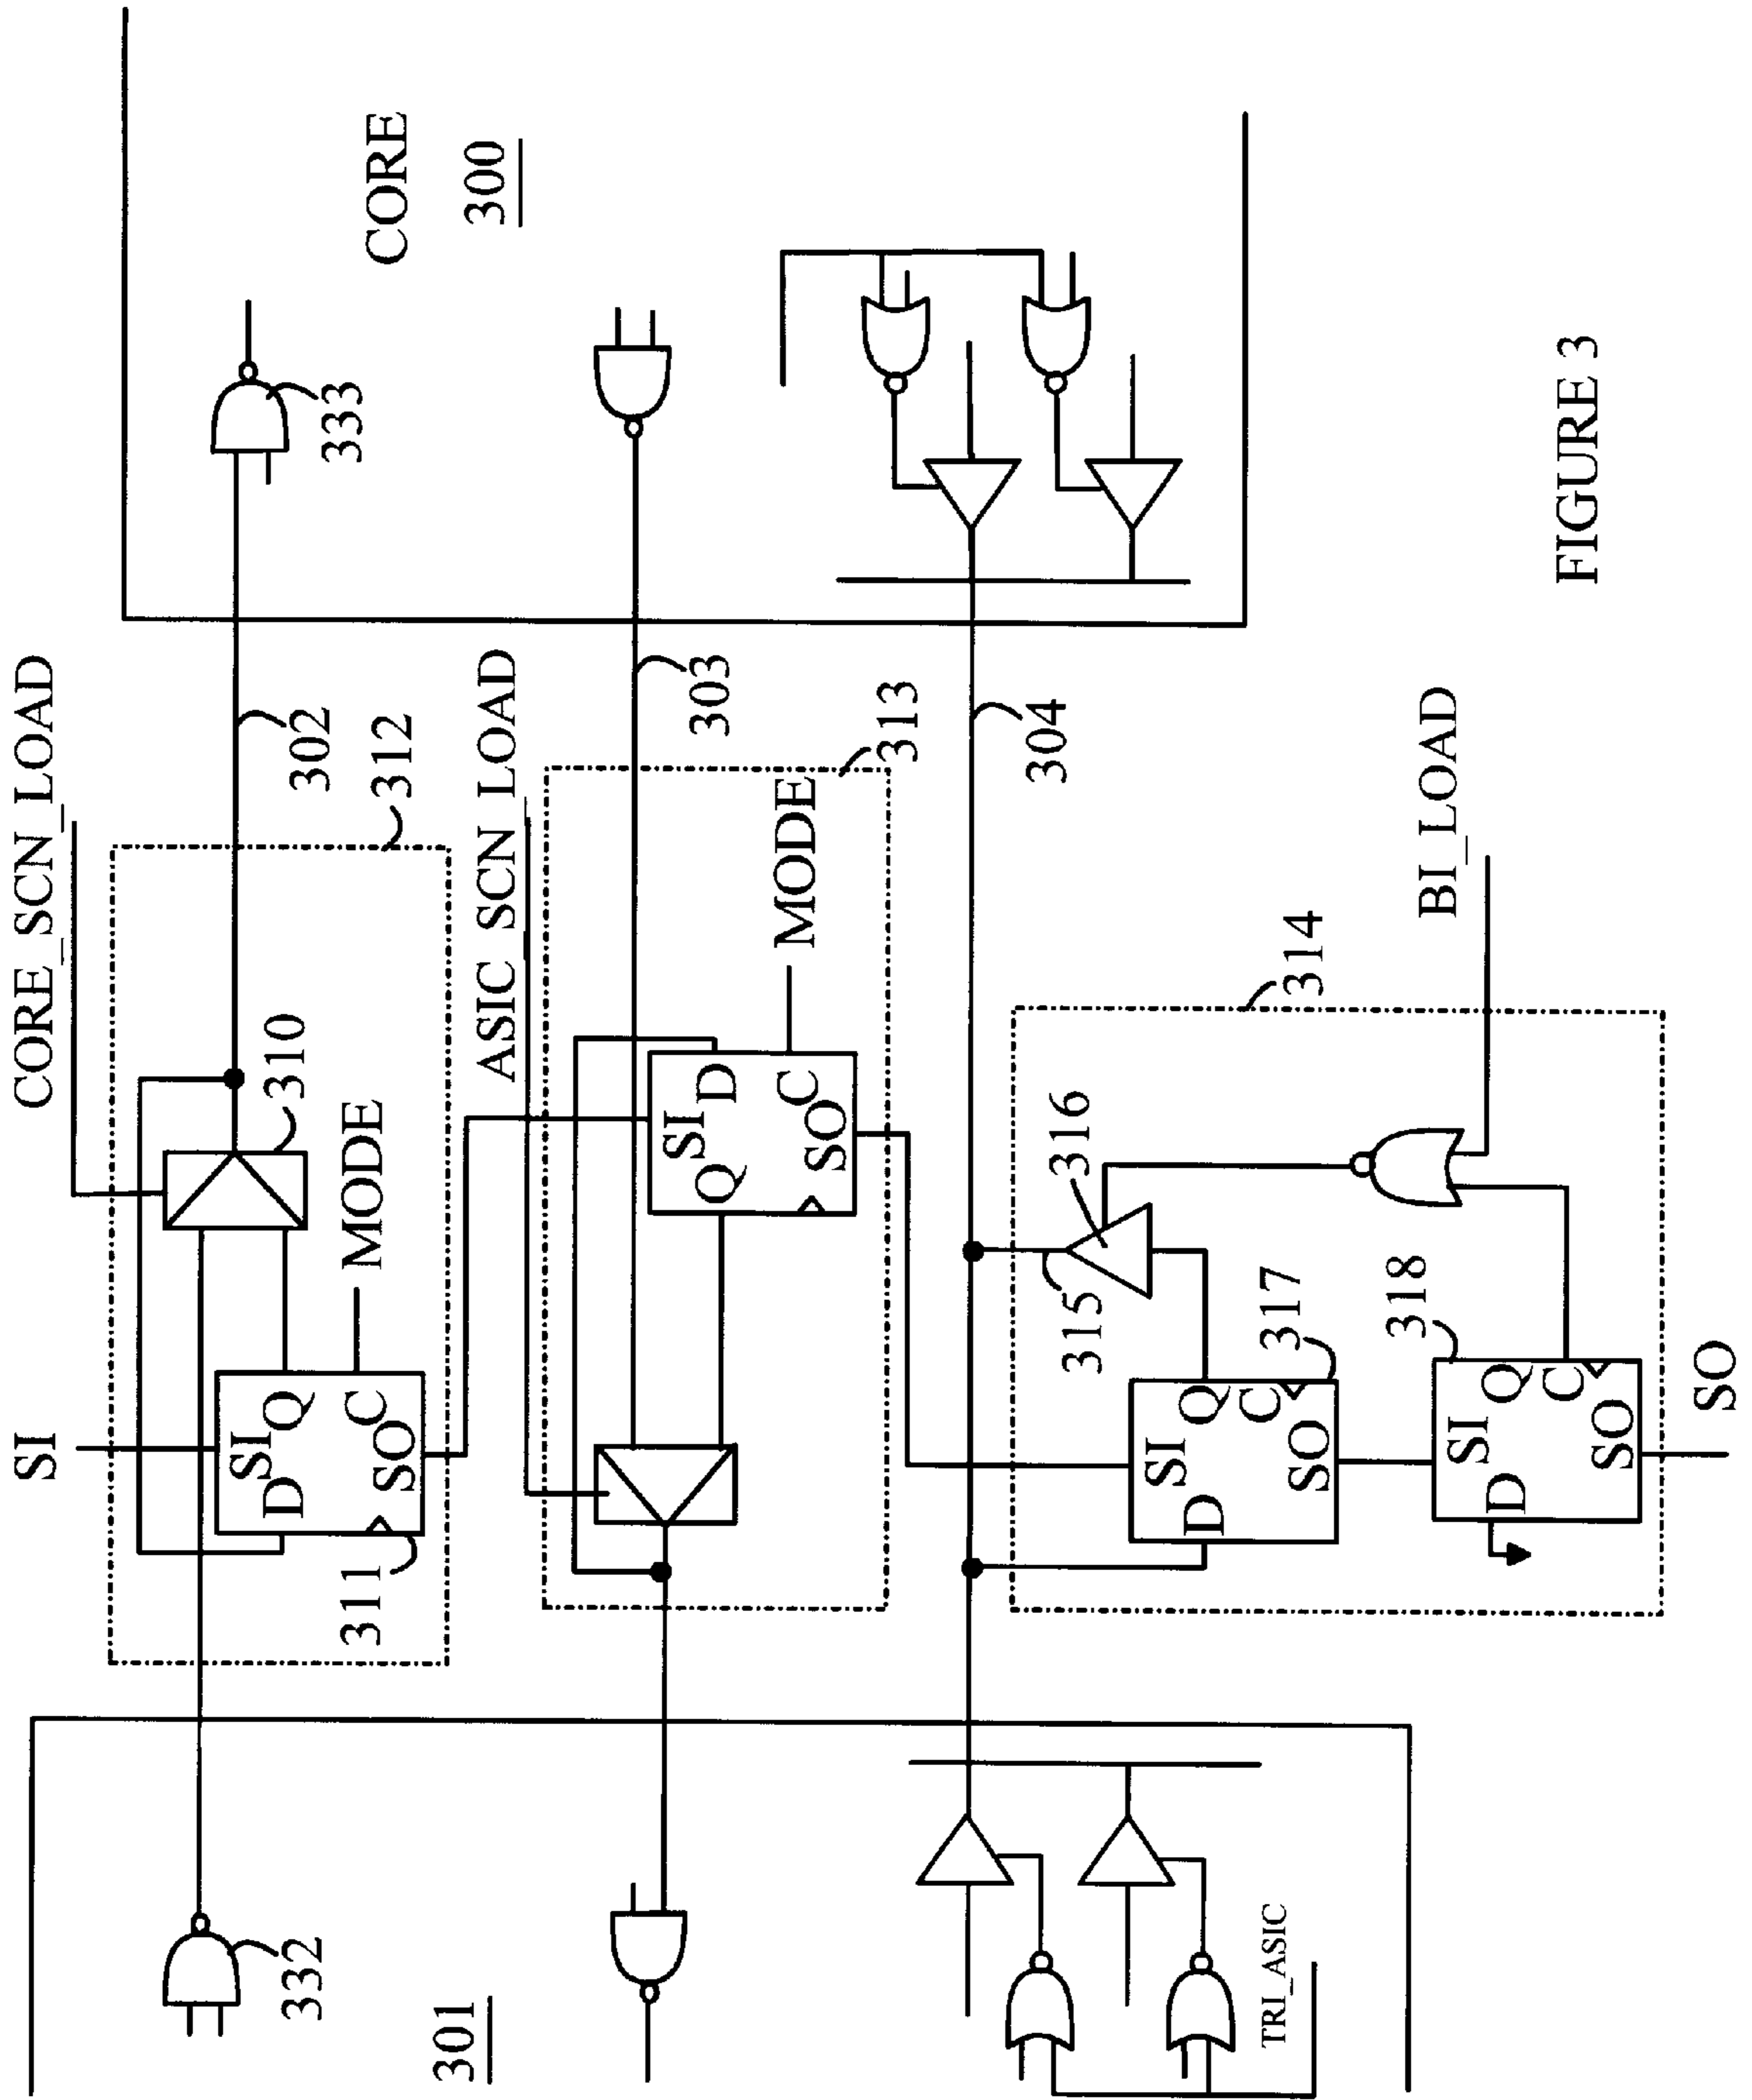 SI
CORE_SCN_LOAD
332
310
302
333
CORE
300
SI
D
Q
C
SO
311
MODE
312
ASIC_SCN_LOAD
301
SI
Q
D
C
SO
MODE
303
313
304
315
316
SI
D
Q
C
SO
317
314
BI_LOAD
318
SI
D
Q
C
SO
TRI_ASIC
SO
FIGURE 3